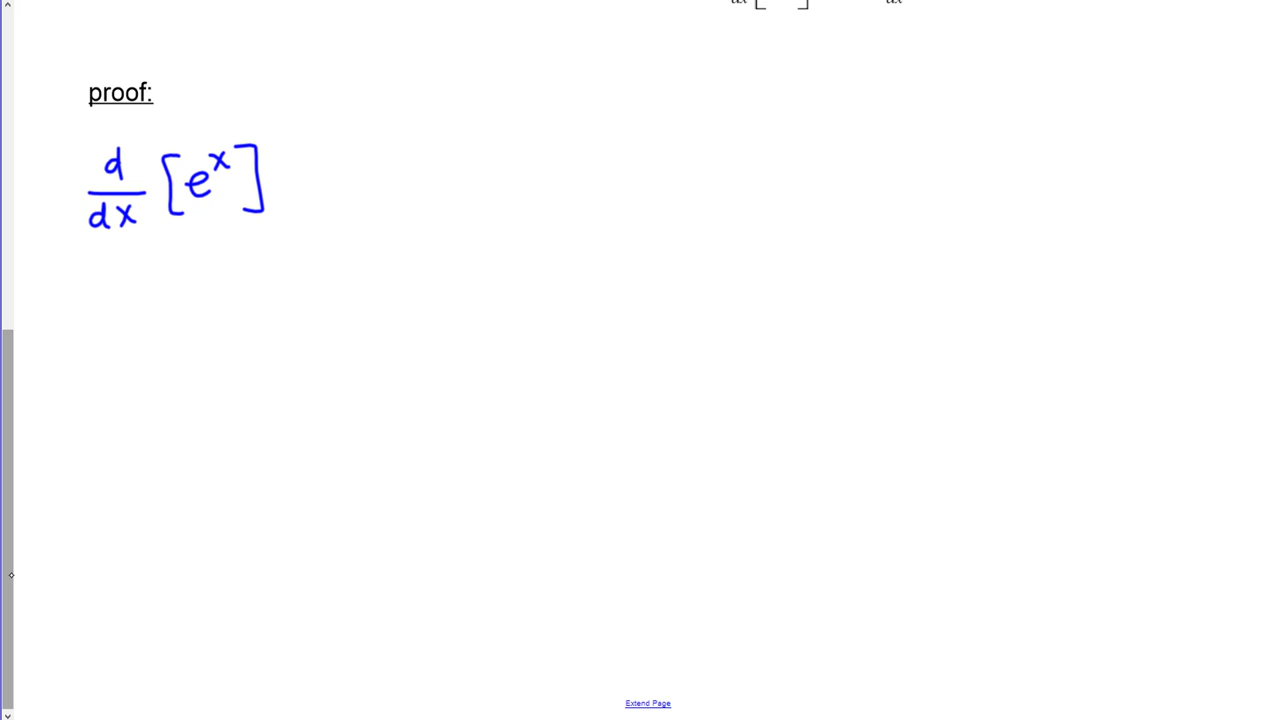 proof:
d/dx [e^x]
Extend Page